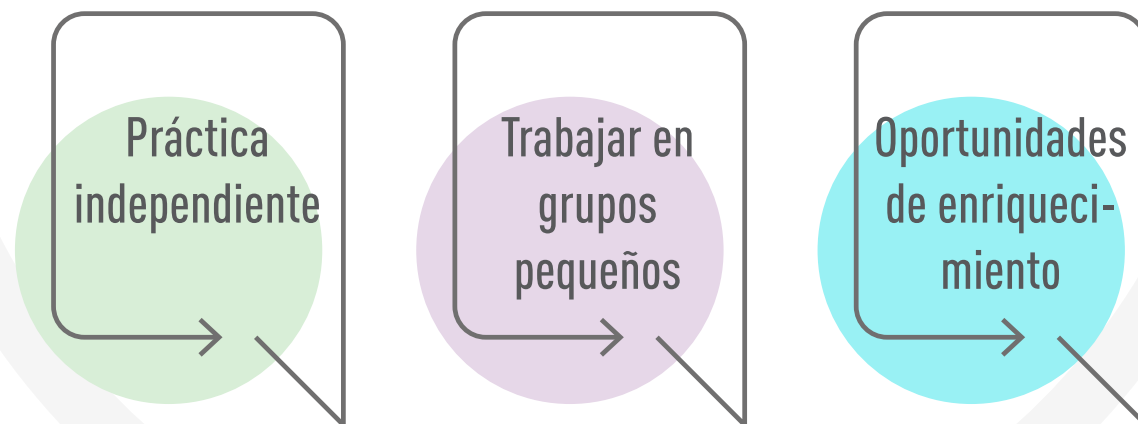 Práctica
independiente
Trabajar en
grupos
pequeños
Oportunidades
de enriqueci-
miento